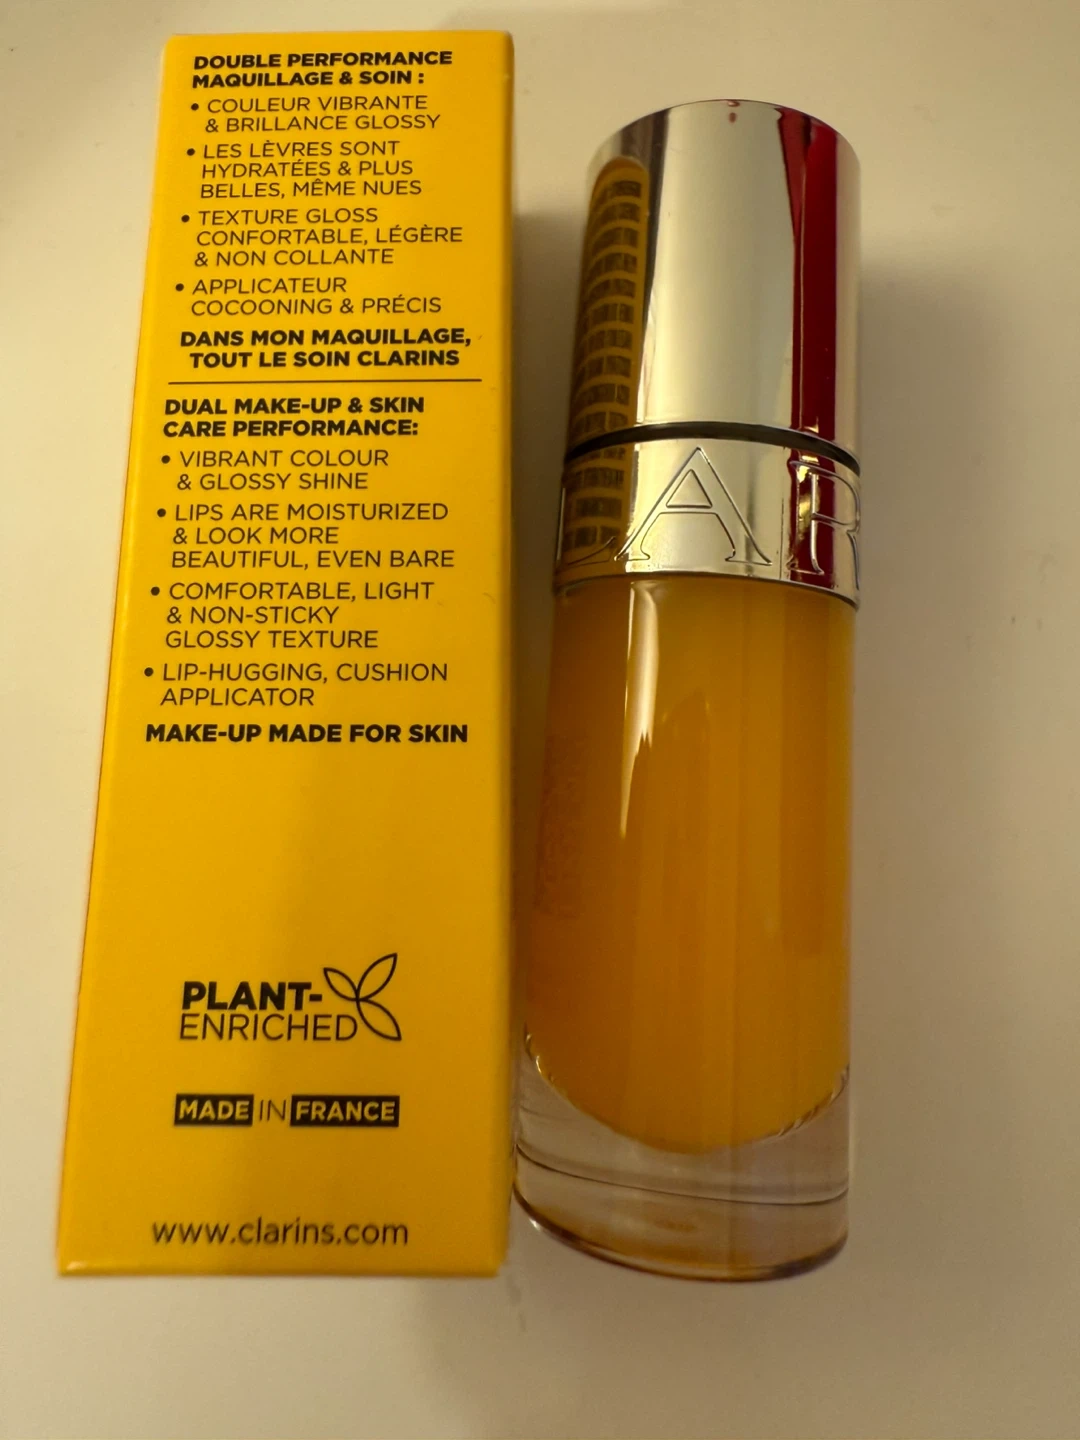 DOUBLE PERFORMANCE
MAQUILLAGE & SOIN :
• COULEUR VIBRANTE
& BRILLANCE GLOSSY
• LES LÈVRES SONT
HYDRATÉES & PLUS
BELLES, MÊME NUES
• TEXTURE GLOSS
CONFORTABLE, LÉGÈRE
& NON COLLANTE
• APPLICATEUR
COCOONING & PRÉCIS
DANS MON MAQUILLAGE,
TOUT LE SOIN CLARINS
DUAL MAKE-UP & SKIN
CARE PERFORMANCE:
• VIBRANT COLOUR
& GLOSSY SHINE
• LIPS ARE MOISTURIZED
& LOOK MORE
BEAUTIFUL, EVEN BARE
• COMFORTABLE, LIGHT
& NON-STICKY
GLOSSY TEXTURE
• LIP-HUGGING, CUSHION
APPLICATOR
MAKE-UP MADE FOR SKIN
PLANT-
ENRICHED
MADE IN FRANCE
www.clarins.com
LAR